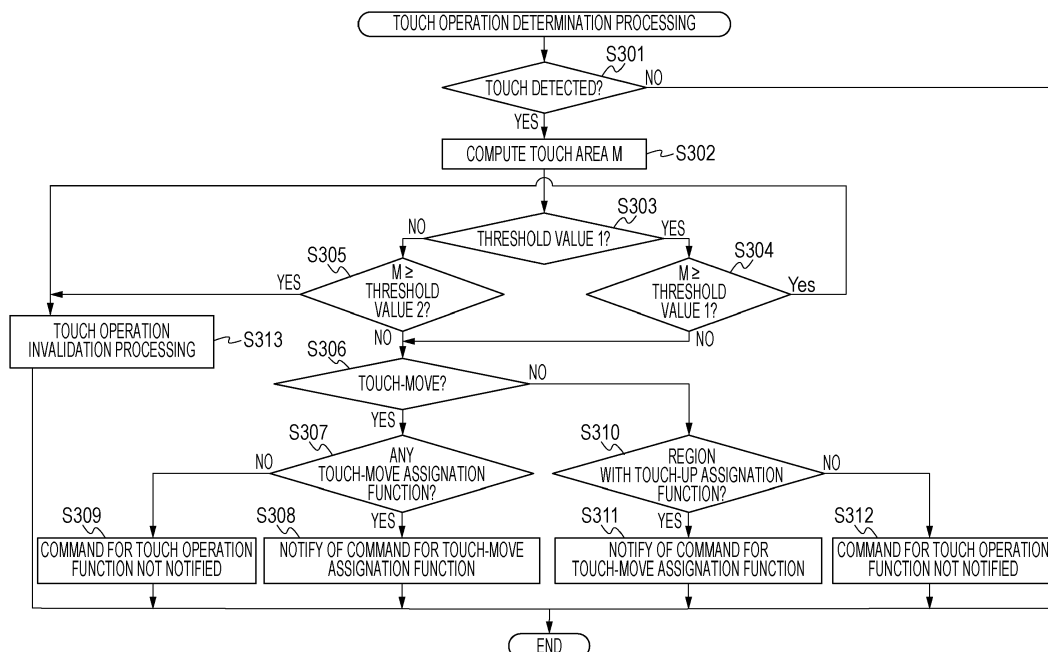 TOUCH OPERATION DETERMINATION PROCESSING
S301
TOUCH DETECTED?
NO
YES
COMPUTE TOUCH AREA M
S302
S303
NO
THRESHOLD VALUE 1?
YES
S305
S304
YES
M ≥
THRESHOLD
VALUE 2?
M ≥
THRESHOLD
VALUE 1?
Yes
TOUCH OPERATION
INVALIDATION PROCESSING
S313
NO
NO
S306
TOUCH-MOVE?
NO
YES
S307
S310
NO
ANY
TOUCH-MOVE ASSIGNATION
FUNCTION?
REGION
WITH TOUCH-UP ASSIGNATION
FUNCTION?
NO
S309
YES
S308
S311
YES
S312
COMMAND FOR TOUCH OPERATION
FUNCTION NOT NOTIFIED
NOTIFY OF COMMAND FOR TOUCH-MOVE
ASSIGNATION FUNCTION
NOTIFY OF COMMAND FOR
TOUCH-MOVE ASSIGNATION FUNCTION
COMMAND FOR TOUCH OPERATION
FUNCTION NOT NOTIFIED
END